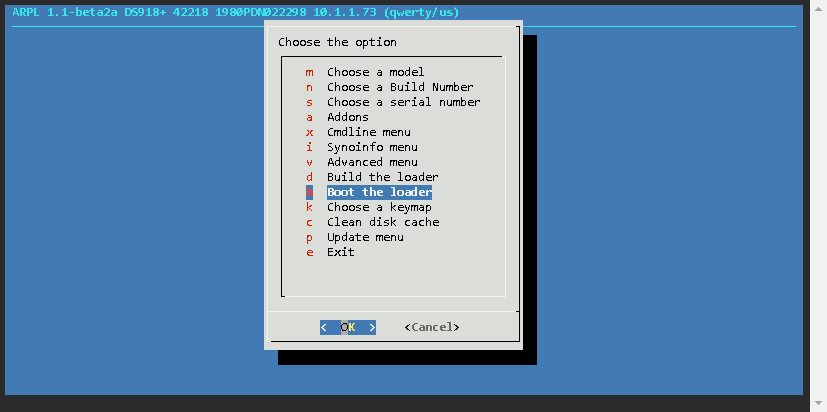 ARPL 1.1-beta2a DS918+ 42218 1980PDN022298 10.1.1.73 (qwerty/us)
Choose the option
m Choose a model
n Choose a Build Number
s Choose a serial number
a Addons
x Cmdline menu
i Synoinfo menu
v Advanced menu
d Build the loader
b Boot the loader
k Choose a keymap
c Clean disk cache
p Update menu
e Exit
< OK > <Cancel>